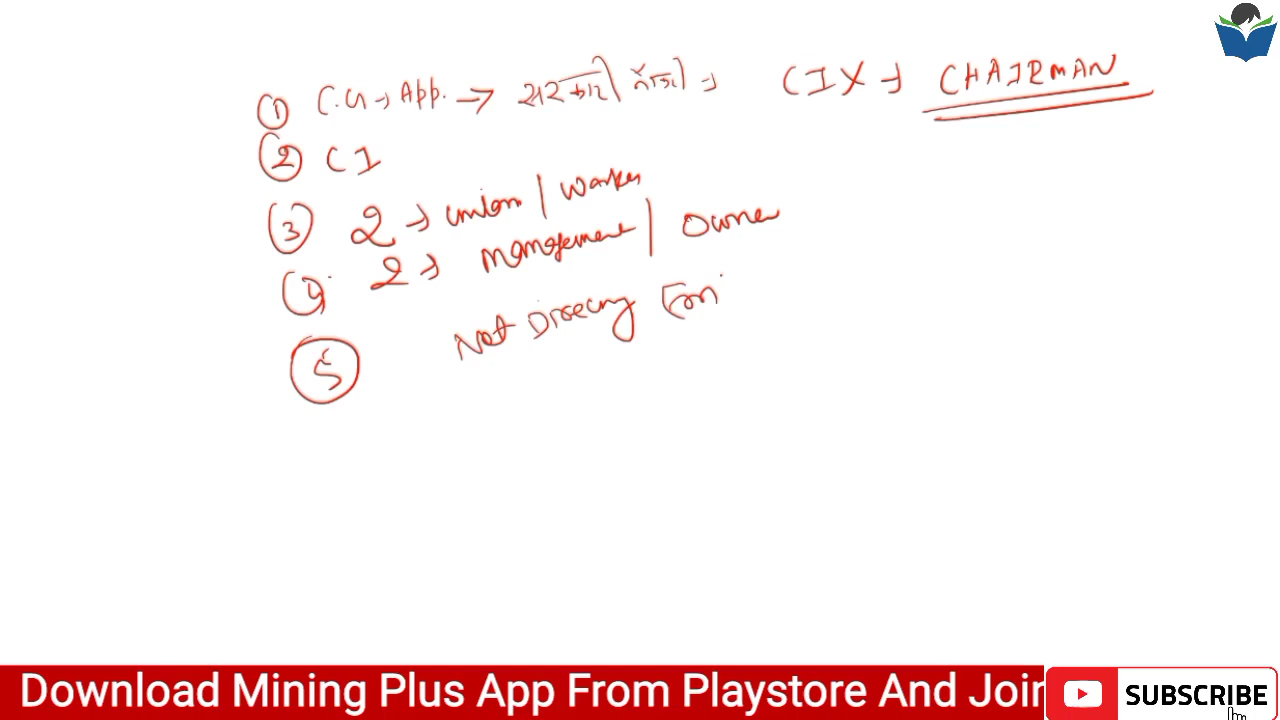 ① C.G → App. → सरकारी → CIX → CHAIRMAN
② CI
③ 2 → union | Worker
④ 2 → management | Owner
⑤ Not
Download Mining Plus App From Playstore And Join
SUBSCRIBE